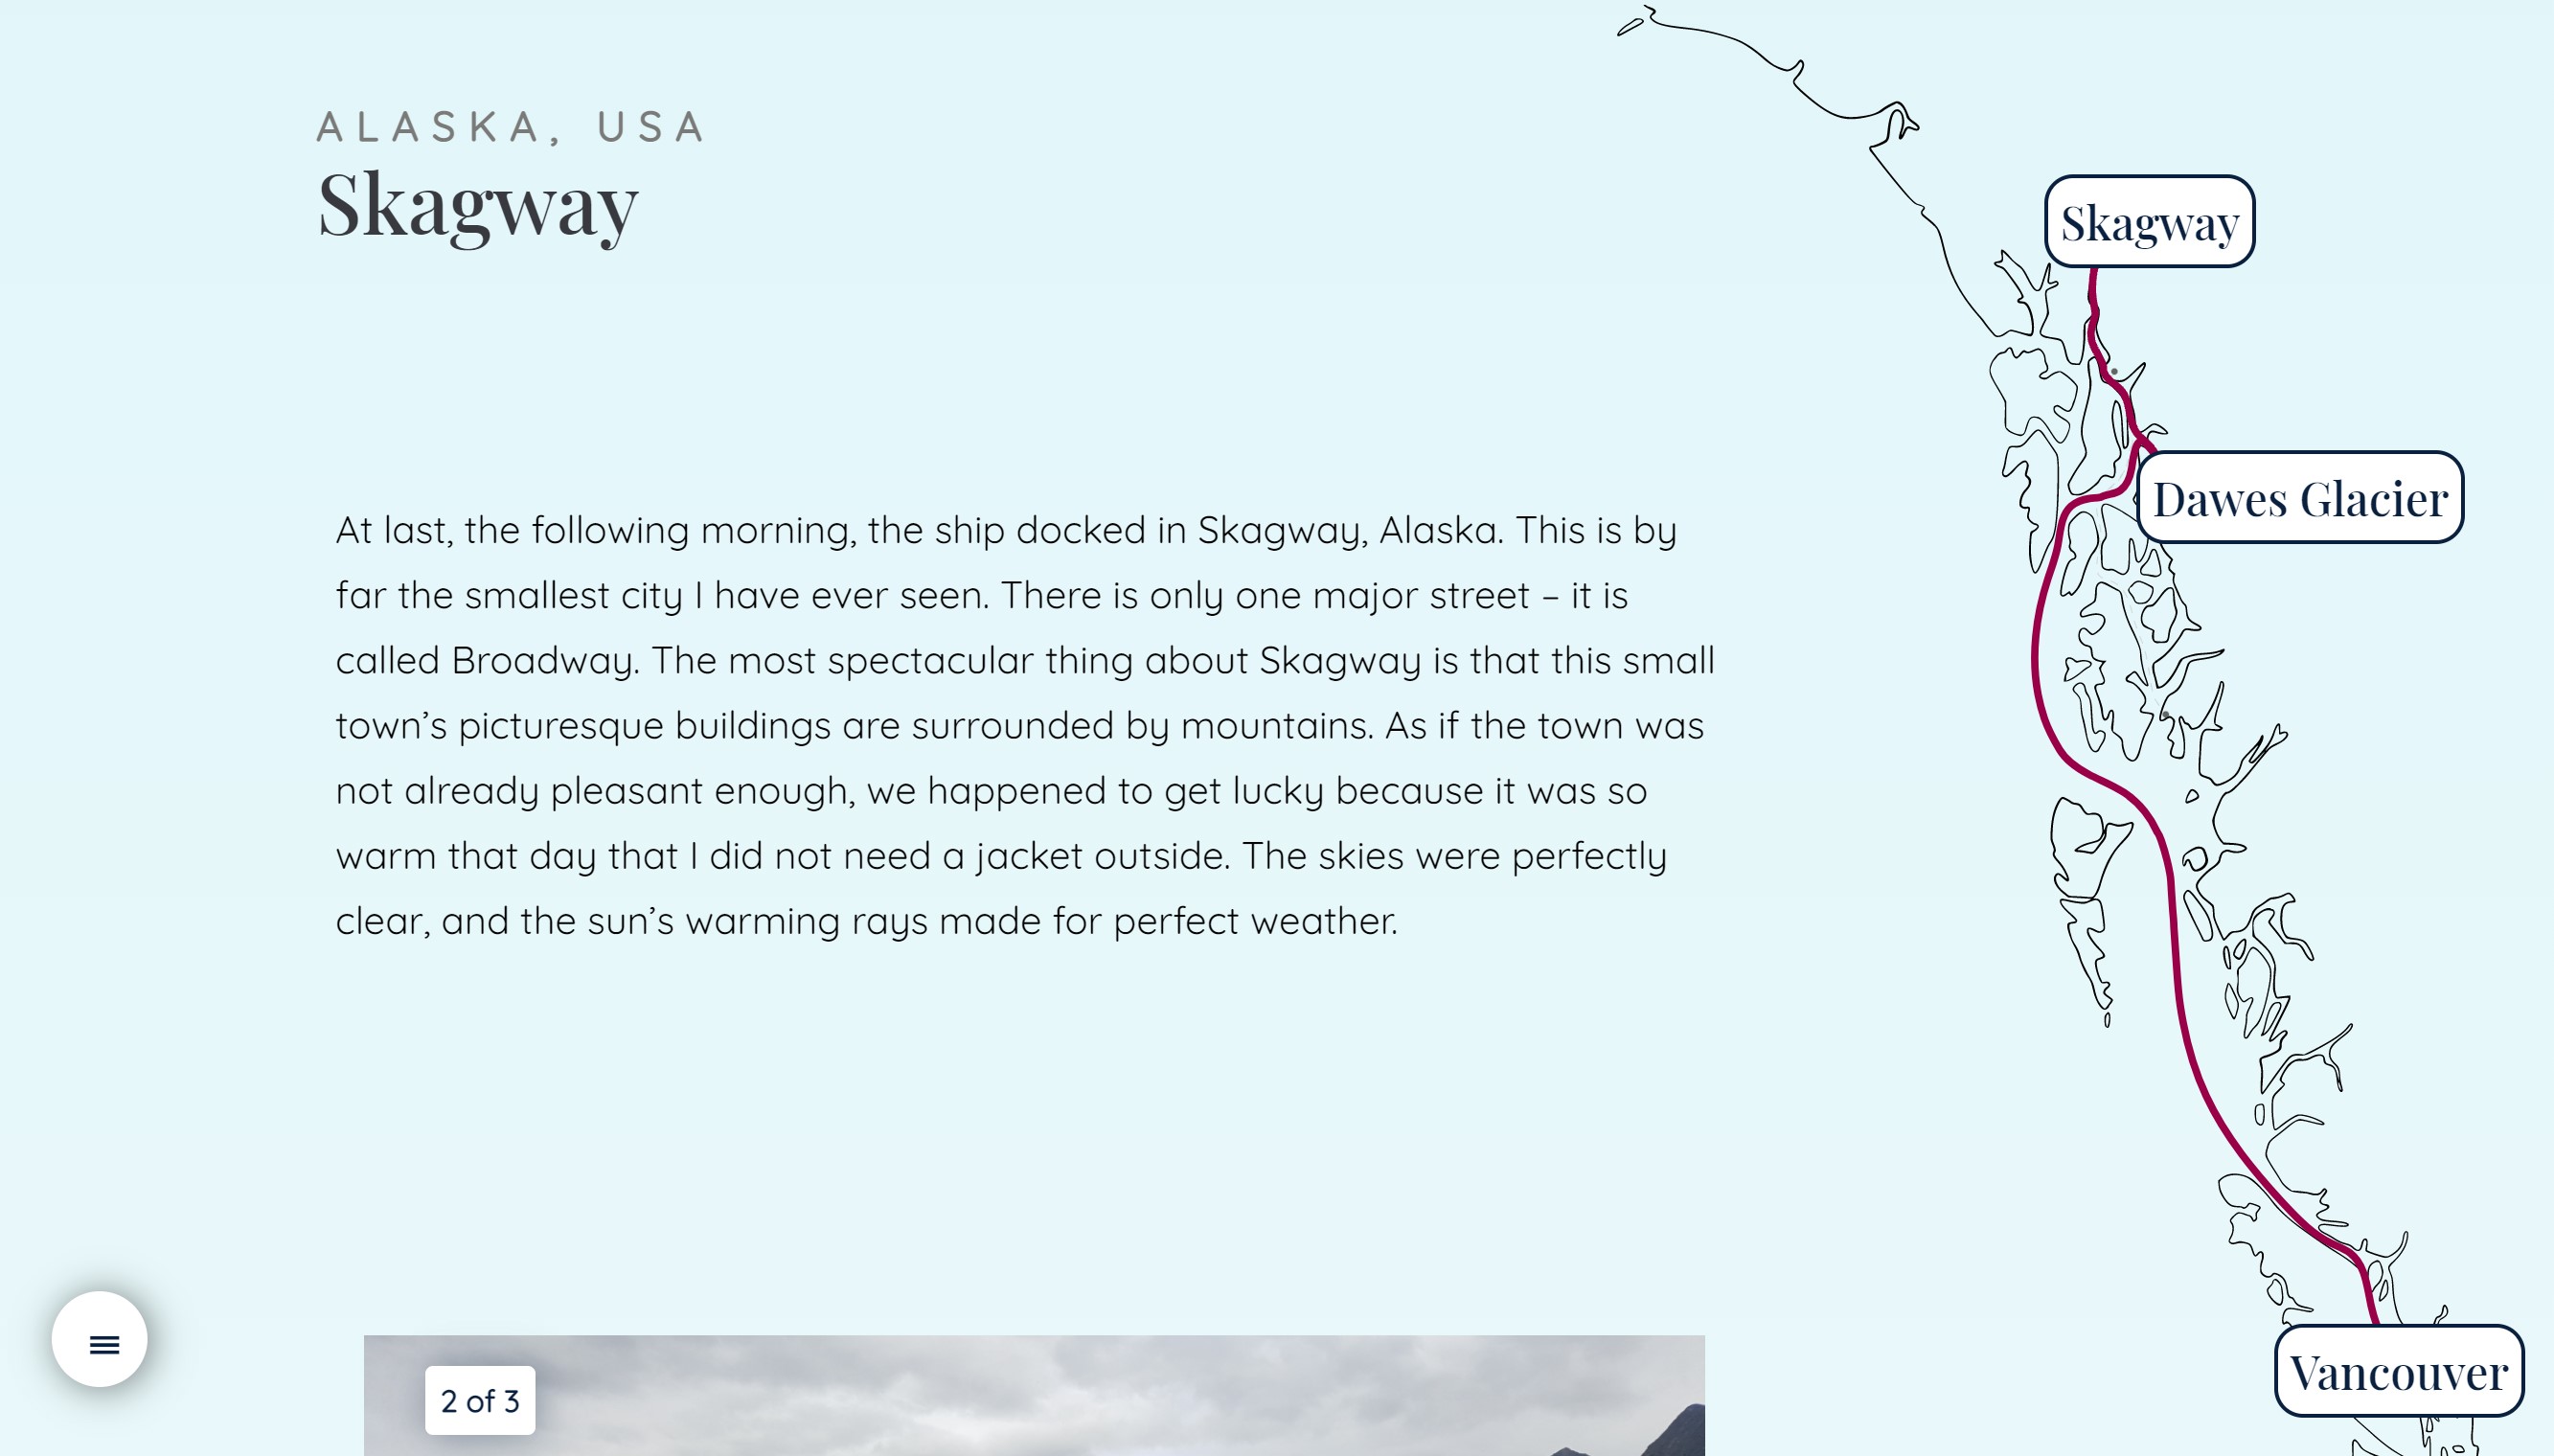 ALASKA, USA
Skagway
At last, the following morning, the ship docked in Skagway, Alaska. This is by
far the smallest city I have ever seen. There is only one major street – it is
called Broadway. The most spectacular thing about Skagway is that this small
town’s picturesque buildings are surrounded by mountains. As if the town was
not already pleasant enough, we happened to get lucky because it was so
warm that day that I did not need a jacket outside. The skies were perfectly
clear, and the sun’s warming rays made for perfect weather.
2 of 3
Skagway
Dawes Glacier
Vancouver